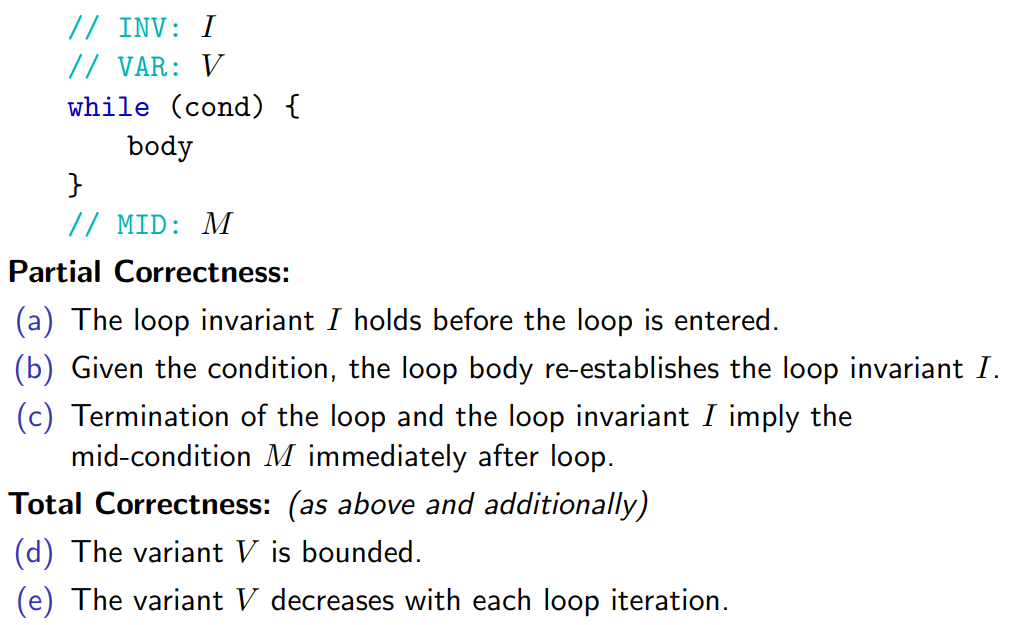 // INV: I
// VAR: V
while (cond) {
body
}
// MID: M
Partial Correctness:
(a) The loop invariant I holds before the loop is entered.
(b) Given the condition, the loop body re-establishes the loop invariant I.
(c) Termination of the loop and the loop invariant I imply the
mid-condition M immediately after loop.
Total Correctness: (as above and additionally)
(d) The variant V is bounded.
(e) The variant V decreases with each loop iteration.